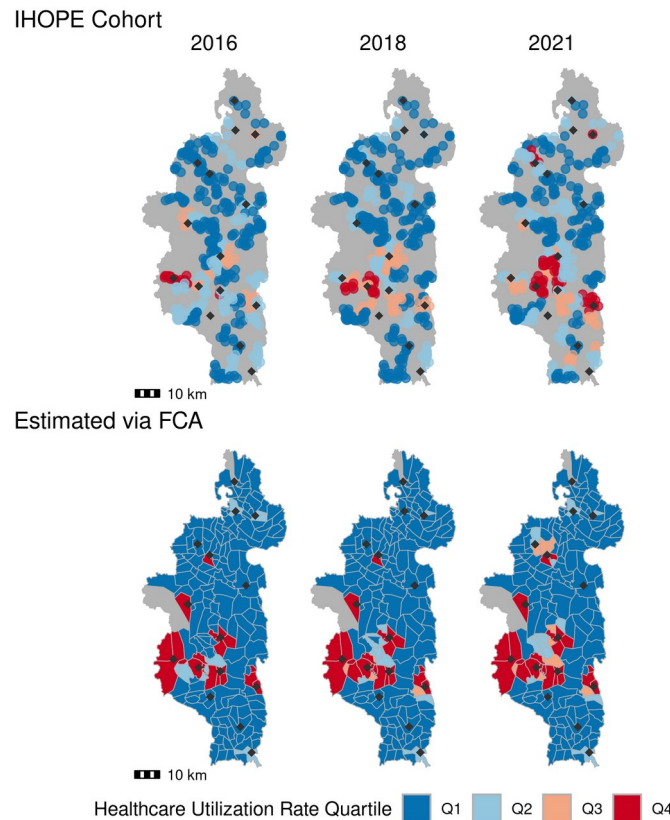 IHOPE Cohort
2016 2018 2021
10 km
Estimated via FCA
10 km
Healthcare Utilization Rate Quartile Q1 Q2 Q3 Q4